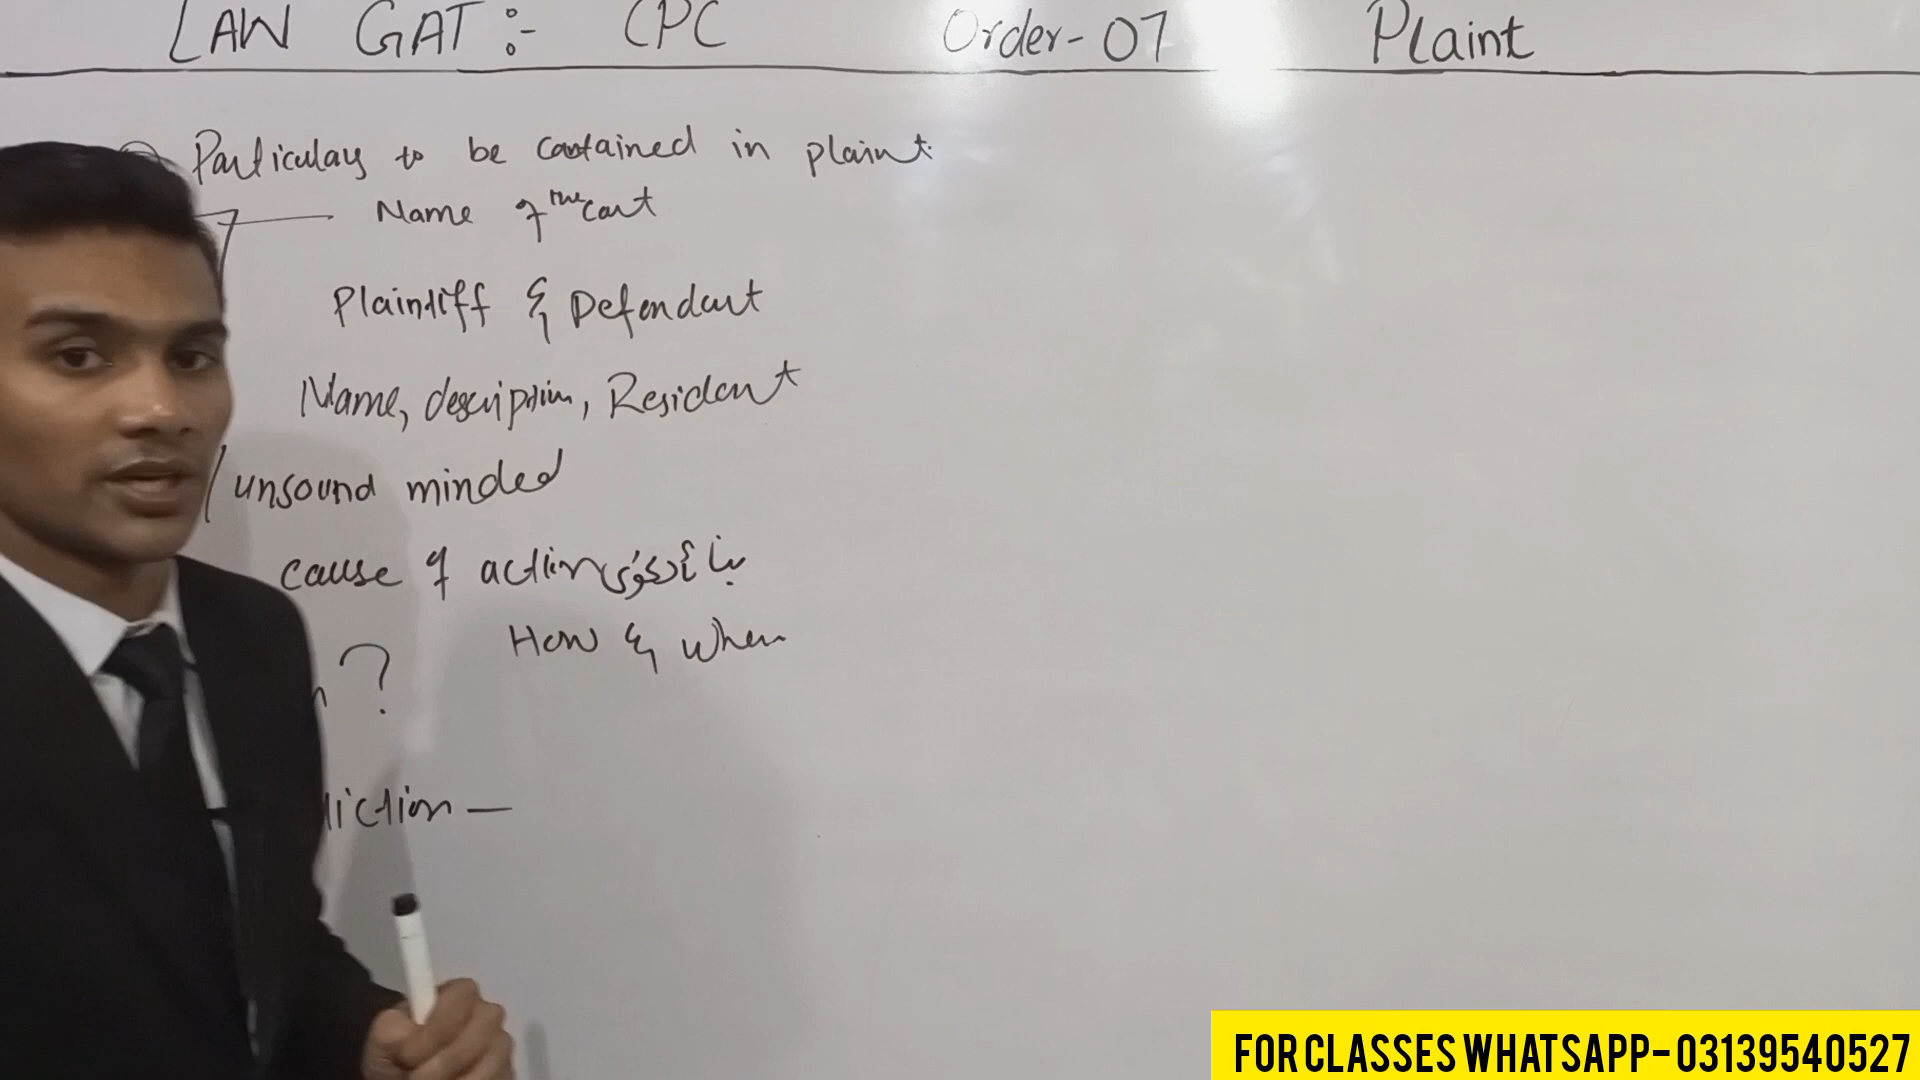 LAW GAT :- CPC Order-07 Plaint
Particulars to be contained in plaint.
Name of the Court
Plaintiff & Defendant
Name, description, Resident
/ unsound minded
cause of action بنائے دعویٰ
How & when
?
diction —
FOR CLASSES WHATSAPP- 03139540527